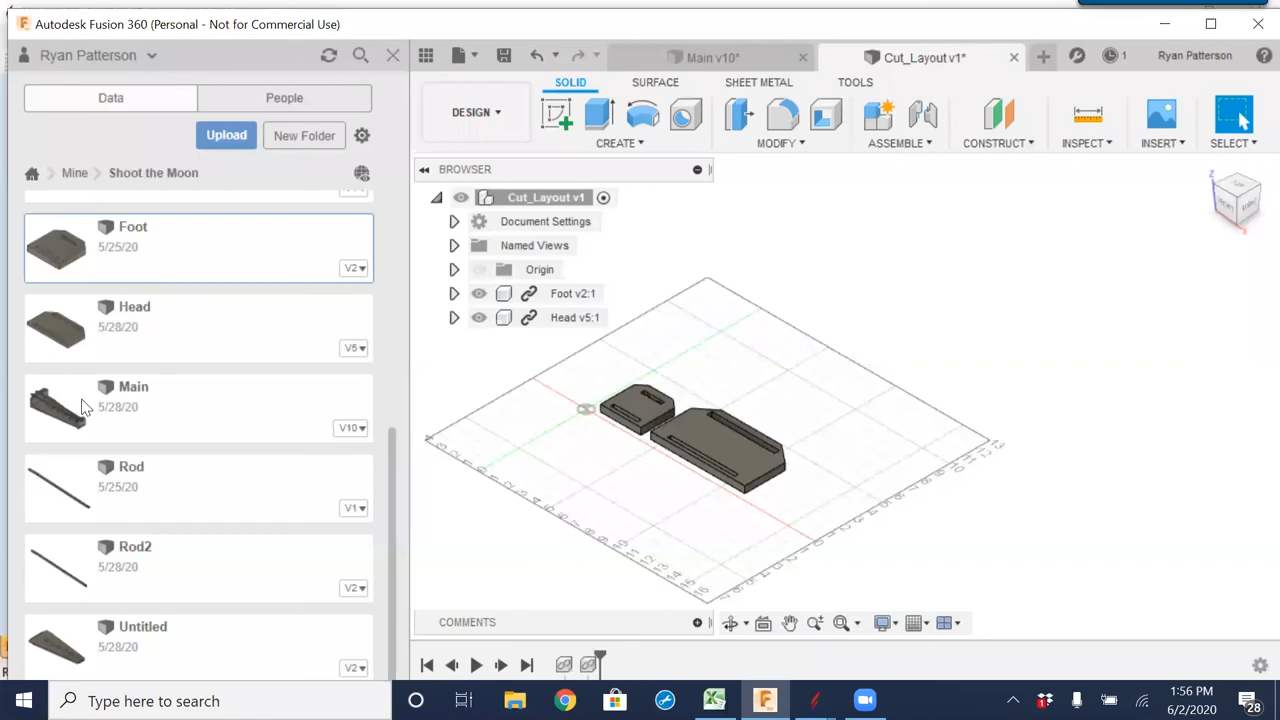 Autodesk Fusion 360 (Personal - Not for Commercial Use)
Ryan Patterson
Main v10*
Cut_Layout v1*
1
Ryan Patterson
Data
People
SOLID
SURFACE
SHEET METAL
TOOLS
DESIGN
Upload
New Folder
CREATE
MODIFY
ASSEMBLE
CONSTRUCT
INSPECT
INSERT
SELECT
Mine
Shoot the Moon
BROWSER
Cut_Layout v1
Document Settings
Named Views
Origin
Foot v2:1
Head v5:1
Foot
5/25/20
V2
Head
5/28/20
V5
Main
5/28/20
V10
Rod
5/25/20
V1
Rod2
5/28/20
V2
Untitled
5/28/20
V2
COMMENTS
Type here to search
1:56 PM
6/2/2020
28